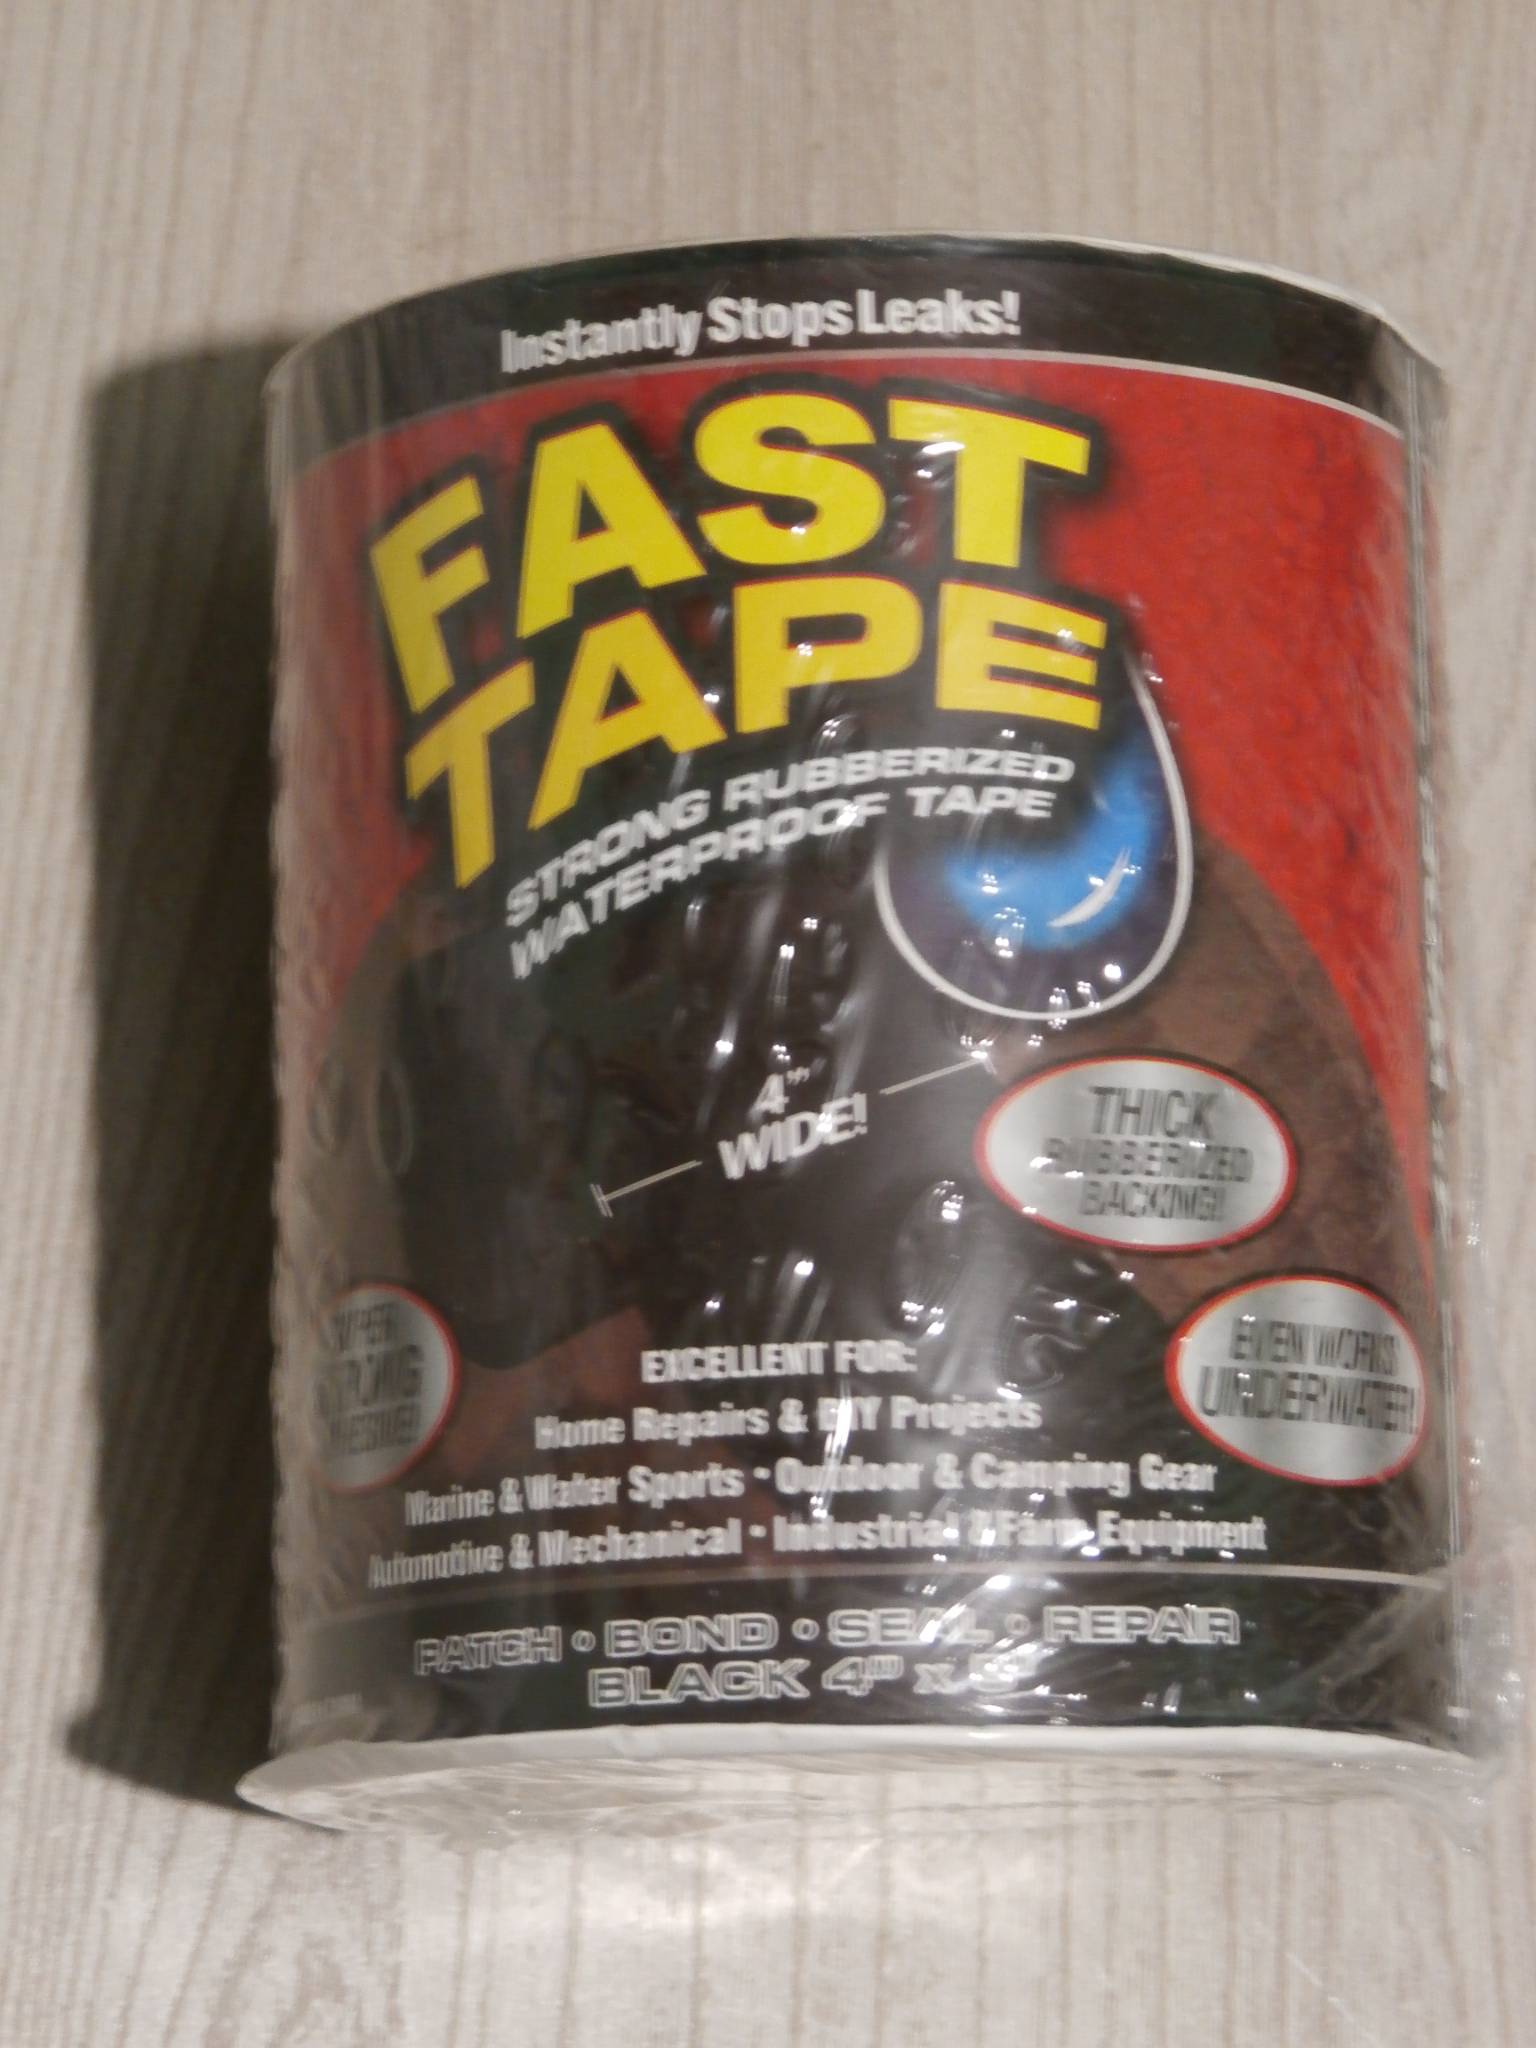 Instantly Stops Leaks!
FAST
TAPE
STRONG RUBBERIZED
WATERPROOF TAPE
4"
WIDE!
THICK
RUBBERIZED
BACKING!
STRONG
EVEN WORKS
UNDERWATER!
EXCELLENT FOR:
Home Repairs & DIY Projects
Marine & Water Sports • Outdoor & Camping Gear
Automotive & Mechanical • Industrial & Farm Equipment
PATCH • BOND • SEAL • REPAIR
BLACK 4" x 5'